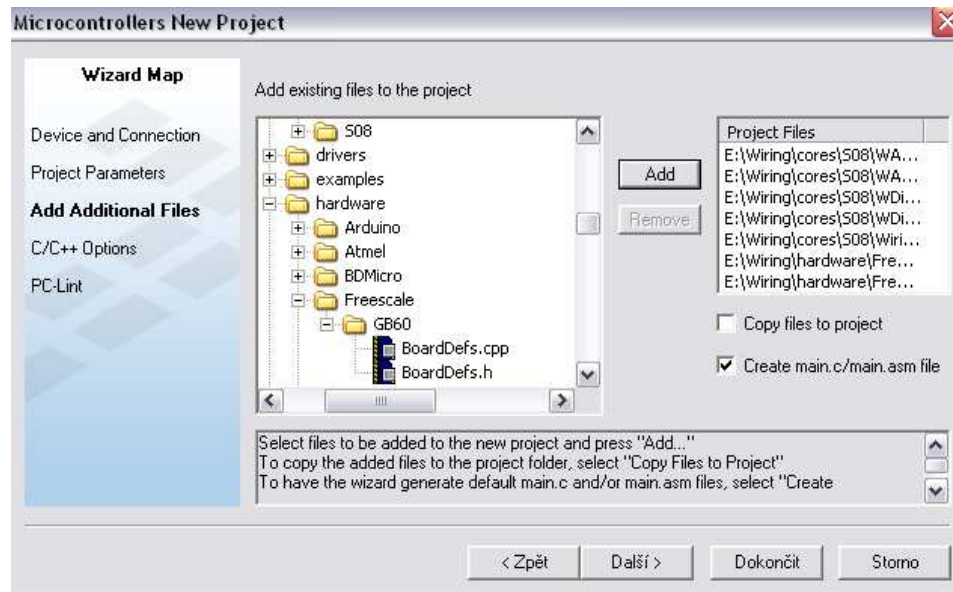 Microcontrollers New Project
Wizard Map
Device and Connection
Project Parameters
Add Additional Files
C/C++ Options
PC-Lint
Add existing files to the project
S08
drivers
examples
hardware
Arduino
Atmel
BDMicro
Freescale
GB60
BoardDefs.cpp
BoardDefs.h
Add
Remove
Project Files
E:\Wiring\cores\S08\WA...
E:\Wiring\cores\S08\WA...
E:\Wiring\cores\S08\WDi...
E:\Wiring\cores\S08\WDi...
E:\Wiring\cores\S08\Wiri...
E:\Wiring\hardware\Fre...
E:\Wiring\hardware\Fre...
Copy files to project
Create main.c/main.asm file
Select files to be added to the new project and press "Add..."
To copy the added files to the project folder, select "Copy Files to Project"
To have the wizard generate default main.c and/or main.asm files, select "Create
< Zpět
Další >
Dokončit
Storno